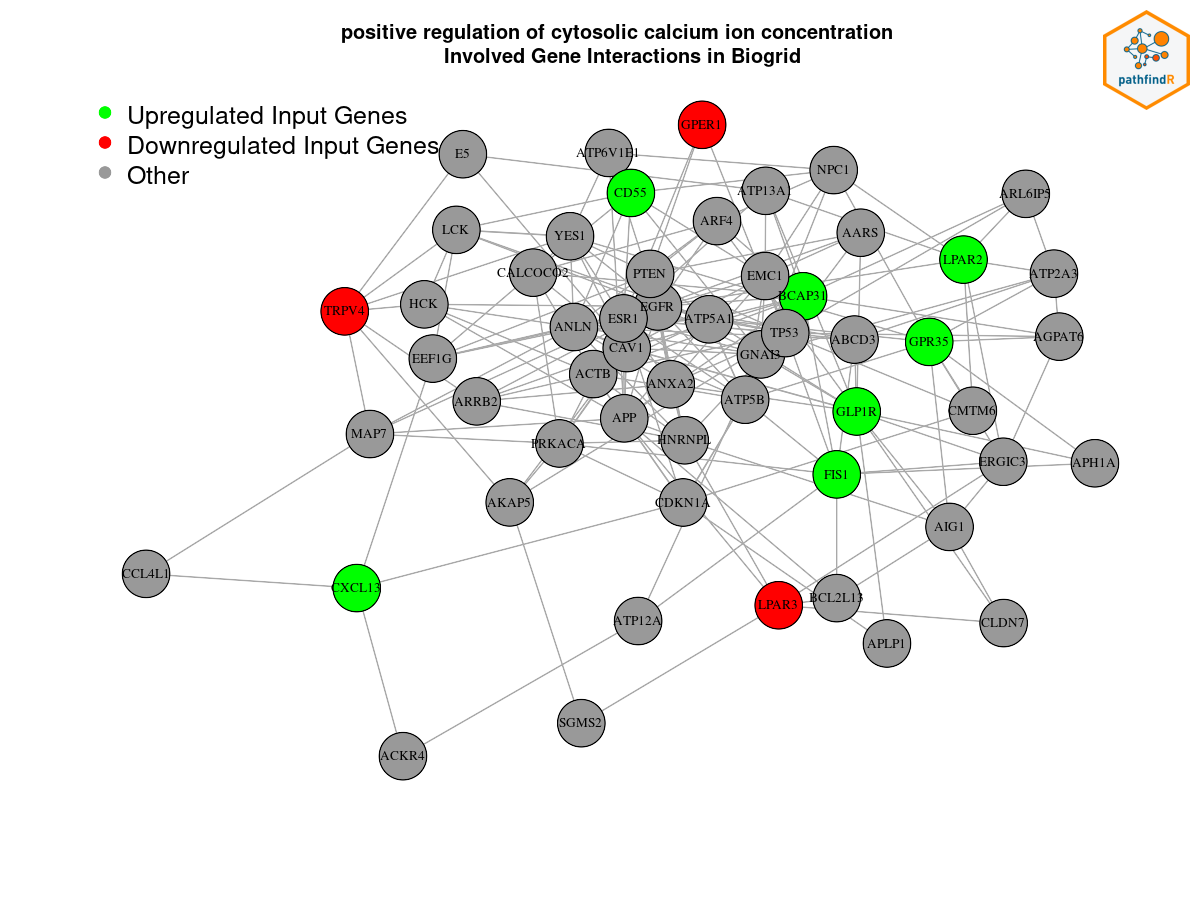 positive regulation of cytosolic calcium ion concentration
Involved Gene Interactions in Biogrid
pathfindR
Upregulated Input Genes
Downregulated Input Genes
Other
GPER1
E5
ATP6V1E1
NPC1
CD55
ATP13A1
ARL6IP5
ARF4
LCK
YES1
AARS
LPAR2
CALCOCO2
PTEN
EMC1
ATP2A3
BCAP31
HCK
EGFR
TRPV4
ESR1
ATP5A1
ANLN
TP53
ABCD3
GPR35
AGPAT6
CAV1
GNAI3
EEF1G
ACTB
ANXA2
ARRB2
ATP5B
GLP1R
CMTM6
APP
MAP7
PRKACA
HNRNPL
ERGIC3
APH1A
FIS1
AKAP5
CDKN1A
AIG1
CCL4L1
CXCL13
BCL2L13
LPAR3
ATP12A
CLDN7
APLP1
SGMS2
ACKR4